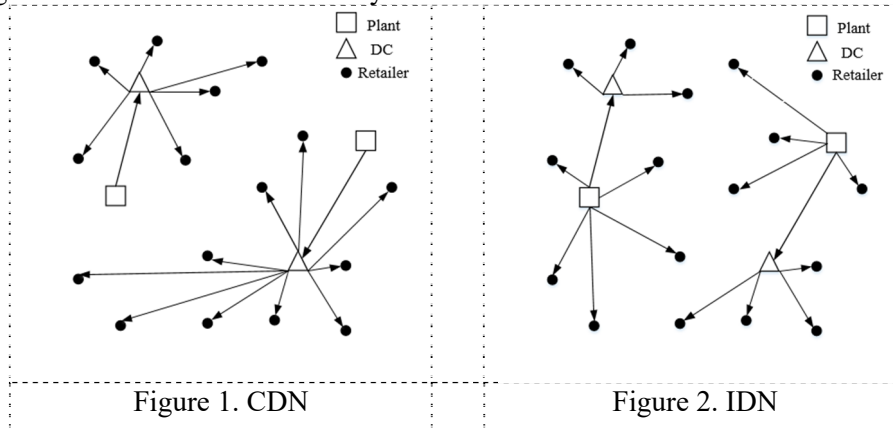 Plant
DC
Retailer
Plant
DC
Retailer
Figure 1. CDN
Figure 2. IDN